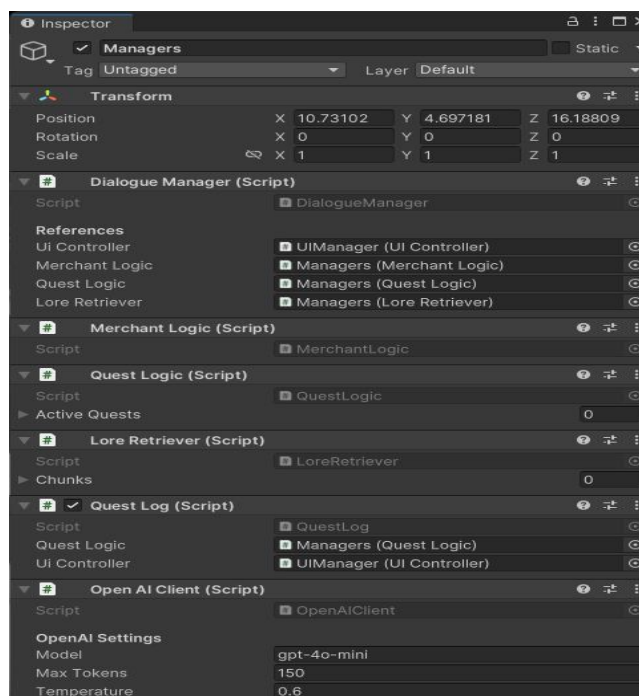 Inspector
Managers Static
Tag Untagged Layer Default
Transform
Position X 10.73102 Y 4.697181 Z 16.18809
Rotation X 0 Y 0 Z 0
Scale X 1 Y 1 Z 1
# Dialogue Manager (Script)
Script DialogueManager
References
Ui Controller UIManager (UI Controller)
Merchant Logic Managers (Merchant Logic)
Quest Logic Managers (Quest Logic)
Lore Retriever Managers (Lore Retriever)
# Merchant Logic (Script)
Script MerchantLogic
# Quest Logic (Script)
Script QuestLogic
Active Quests 0
# Lore Retriever (Script)
Script LoreRetriever
Chunks 0
# Quest Log (Script)
Script QuestLog
Quest Logic Managers (Quest Logic)
Ui Controller UIManager (UI Controller)
# Open AI Client (Script)
Script OpenAIClient
OpenAI Settings
Model gpt-4o-mini
Max Tokens 150
Temperature 0.6